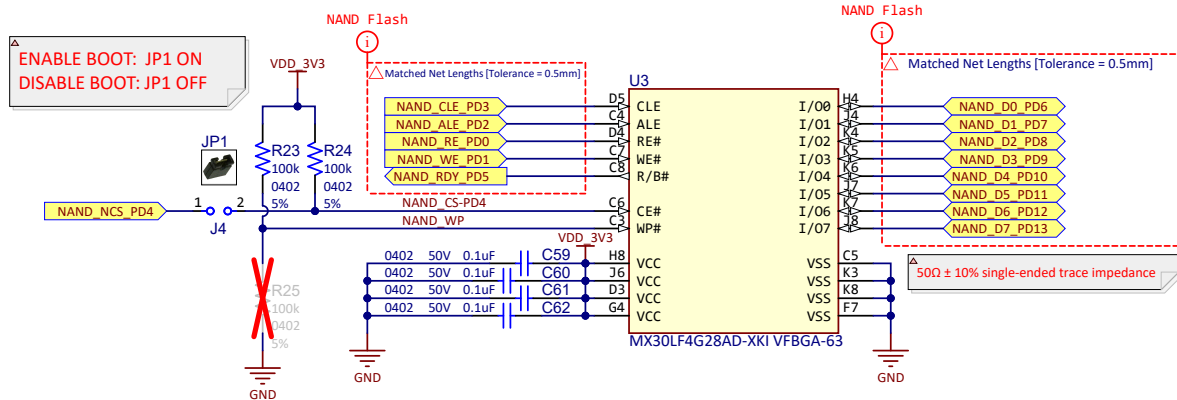 NAND Flash
i
NAND Flash
i
ENABLE BOOT: JP1 ON
DISABLE BOOT: JP1 OFF
VDD_3V3
Matched Net Lengths [Tolerance = 0.5mm]
Matched Net Lengths [Tolerance = 0.5mm]
U3
NAND_CLE_PD3 D5 CLE
NAND_ALE_PD2 C4 ALE
NAND_RE_PD0 D4 RE#
NAND_WE_PD1 C7 WE#
NAND_RDY_PD5 C8 R/B#
I/O0 H4 NAND_D0_PD6
I/O1 J4 NAND_D1_PD7
I/O2 K4 NAND_D2_PD8
I/O3 K5 NAND_D3_PD9
I/O4 K6 NAND_D4_PD10
I/O5 J7 NAND_D5_PD11
I/O6 K7 NAND_D6_PD12
I/O7 J8 NAND_D7_PD13
JP1
R23
100k
0402
5%
R24
100k
0402
5%
NAND_NCS_PD4 1 2
J4
NAND_CS-PD4 C6 CE#
NAND_WP C3 WP#
VDD_3V3
0402 50V 0.1uF C59 H8 VCC
0402 50V 0.1uF C60 J6 VCC
0402 50V 0.1uF C61 D3 VCC
0402 50V 0.1uF C62 G4 VCC
VSS C5
VSS K3
VSS K8
VSS F7
50Ω ± 10% single-ended trace impedance
R25
100k
0402
5%
MX30LF4G28AD-XKI VFBGA-63
GND
GND
GND